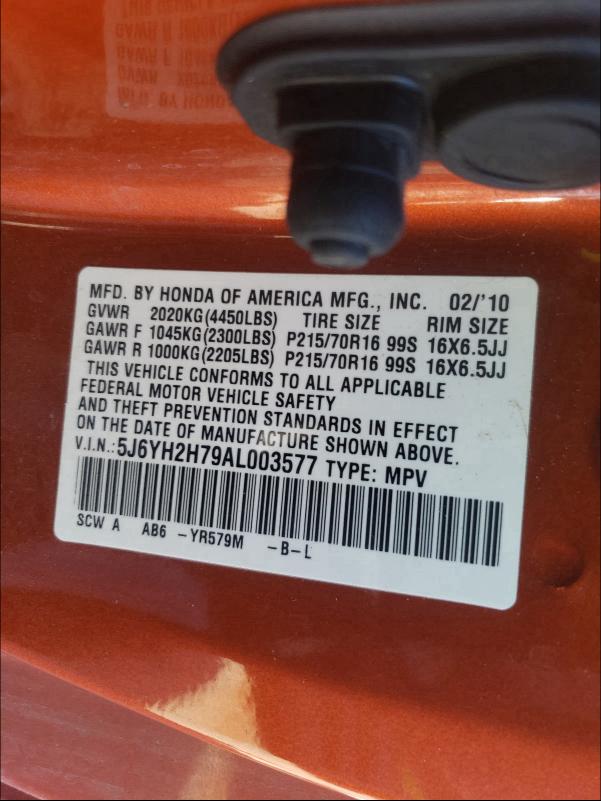 MFD. BY HONDA OF AMERICA MFG., INC. 02/'10
GVWR 2020KG(4450LBS) TIRE SIZE RIM SIZE
GAWR F 1045KG(2300LBS) P215/70R16 99S 16X6.5JJ
GAWR R 1000KG(2205LBS) P215/70R16 99S 16X6.5JJ
THIS VEHICLE CONFORMS TO ALL APPLICABLE
FEDERAL MOTOR VEHICLE SAFETY
AND THEFT PREVENTION STANDARDS IN EFFECT
ON THE DATE OF MANUFACTURE SHOWN ABOVE.
V.I.N.:5J6YH2H79AL003577 TYPE: MPV
SCW A AB6 -YR579M -B-L